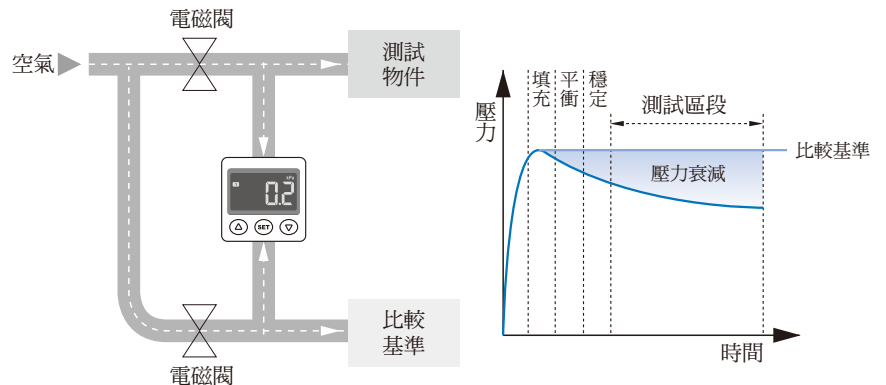 電磁閥
空氣
測試
物件
kPa
0.2
SET
比較
基準
電磁閥
壓力
填充
平衡
穩定
測試區段
比較基準
壓力衰減
時間